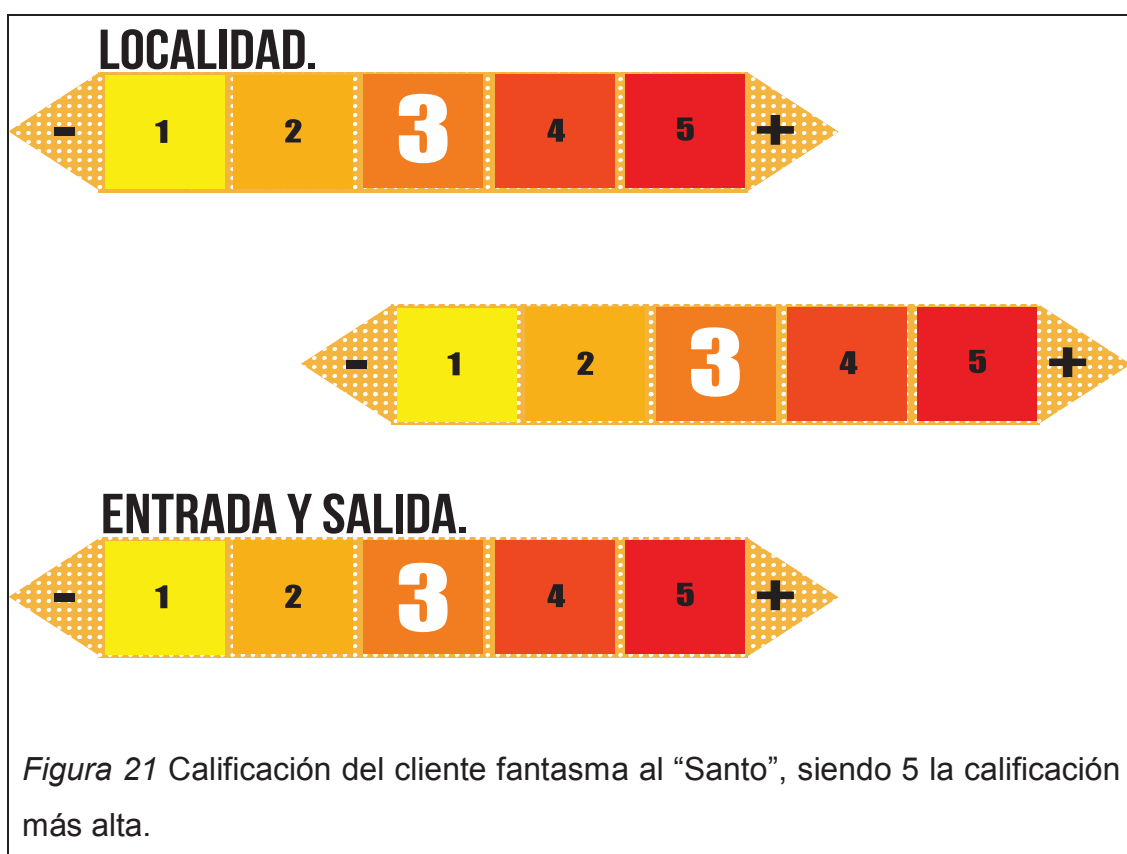 LOCALIDAD.
- 1 2 3 4 5 +
- 1 2 3 4 5 +
ENTRADA Y SALIDA.
- 1 2 3 4 5 +
Figura 21 Calificación del cliente fantasma al “Santo”, siendo 5 la calificación
más alta.